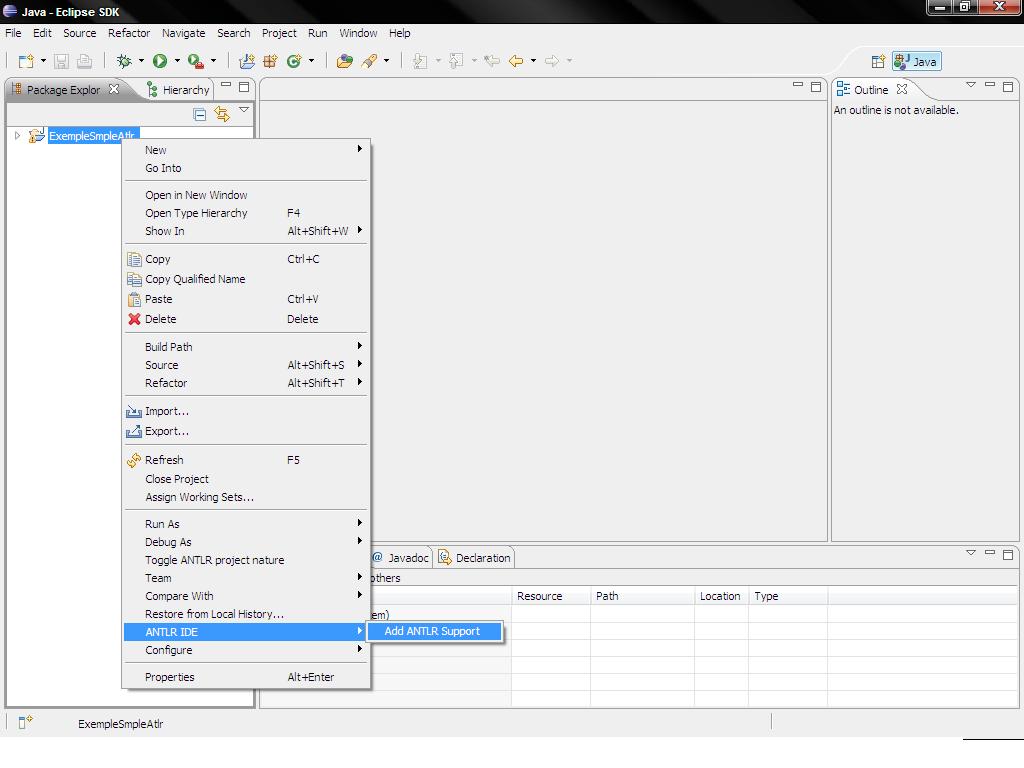 Java - Eclipse SDK
File Edit Source Refactor Navigate Search Project Run Window Help
Java
Package Explor Hierarchy
Outline
An outline is not available.
ExempleSmpleAtlr
New
Go Into
Open in New Window
Open Type Hierarchy F4
Show In Alt+Shift+W
Copy Ctrl+C
Copy Qualified Name
Paste Ctrl+V
Delete Delete
Build Path
Source Alt+Shift+S
Refactor Alt+Shift+T
Import...
Export...
Refresh F5
Close Project
Assign Working Sets...
Run As
Debug As
Toggle ANTLR project nature
Team
Compare With
Restore from Local History...
ANTLR IDE
Add ANTLR Support
Configure
Properties Alt+Enter
@ Javadoc Declaration
others
Resource Path Location Type
em)
ExempleSmpleAtlr